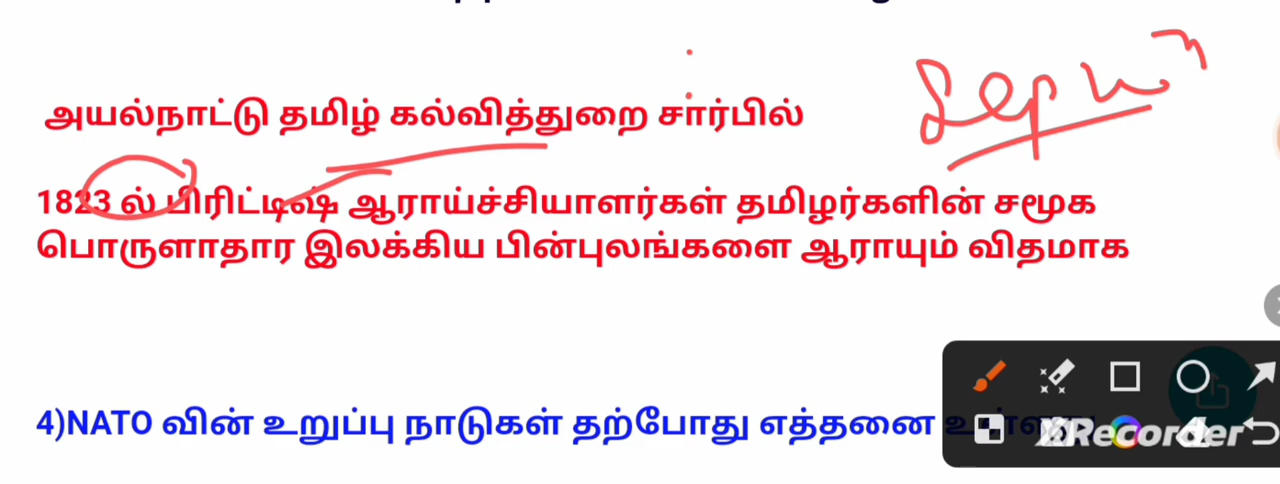 அயல்நாட்டு தமிழ் கல்வித்துறை சார்பில்
1823 ல் பிரிட்டிஷ் ஆராய்ச்சியாளர்கள் தமிழர்களின் சமூக
பொருளாதார இலக்கிய பின்புலங்களை ஆராயும் விதமாக
4)NATO வின் உறுப்பு நாடுகள் தற்போது எத்தனை
XRecorder